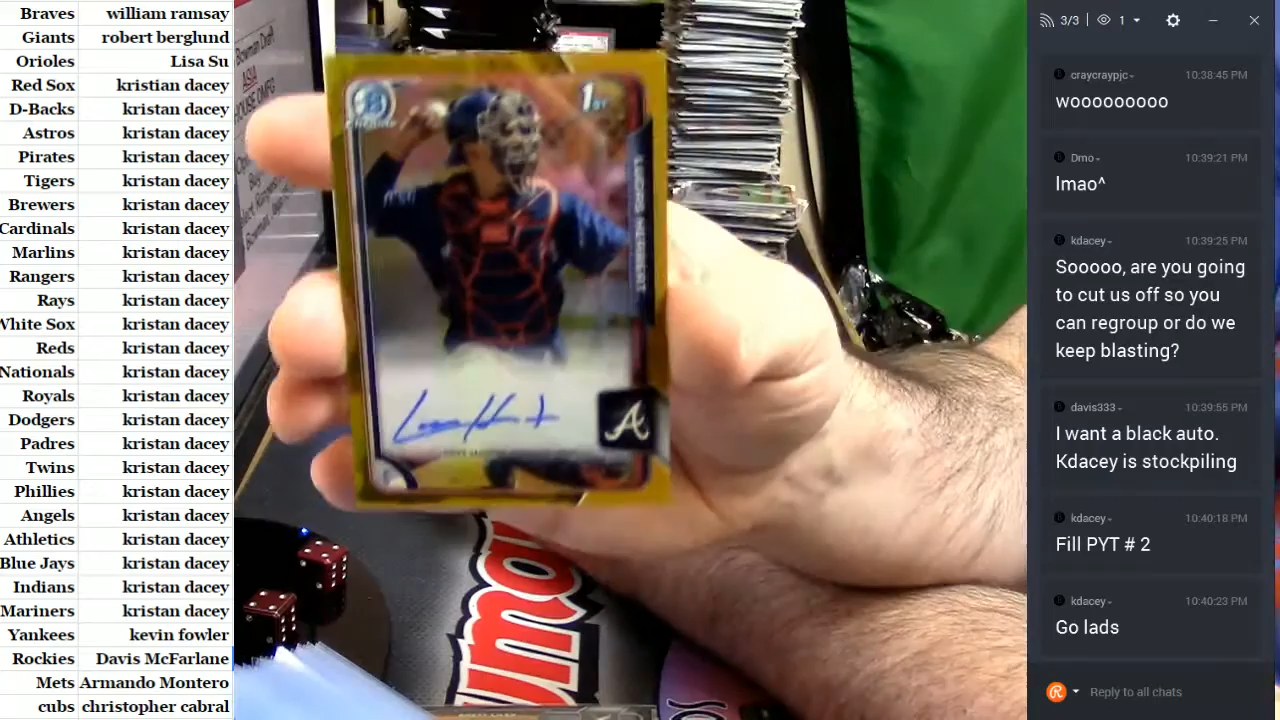 Braves william ramsay
Giants robert berglund
Orioles Lisa Su
Red Sox kristian dacey
D-Backs kristan dacey
Astros kristan dacey
Pirates kristan dacey
Tigers kristan dacey
Brewers kristan dacey
Cardinals kristan dacey
Marlins kristan dacey
Rangers kristan dacey
Rays kristan dacey
White Sox kristan dacey
Reds kristan dacey
Nationals kristan dacey
Royals kristan dacey
Dodgers kristan dacey
Padres kristan dacey
Twins kristan dacey
Phillies kristan dacey
Angels kristan dacey
Athletics kristan dacey
Blue Jays kristan dacey
Indians kristan dacey
Mariners kristan dacey
Yankees kevin fowler
Rockies Davis McFarlane
Mets Armando Montero
cubs christopher cabral
Bowman Draft
ASIA
1st
A
3/3 1
craycraypjc 10:38:45 PM
wooooooooo
Dmo 10:39:21 PM
lmao^
kdacey 10:39:25 PM
Sooooo, are you going
to cut us off so you
can regroup or do we
keep blasting?
davis333 10:39:55 PM
I want a black auto.
Kdacey is stockpiling
kdacey 10:40:18 PM
Fill PYT # 2
kdacey 10:40:23 PM
Go lads
Reply to all chats